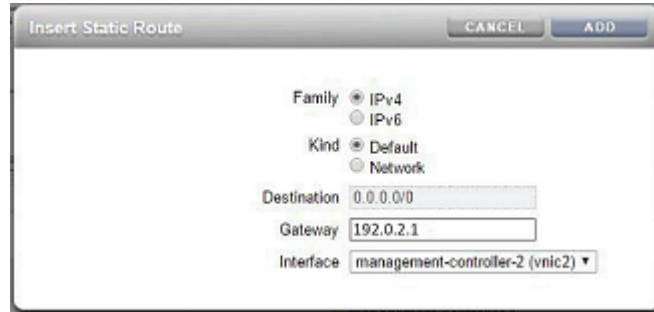 Insert Static Route CANCEL ADD
Family IPv4
IPv6
Kind Default
Network
Destination 0.0.0.0/0
Gateway 192.0.2.1
Interface management-controller-2 (vnic2)